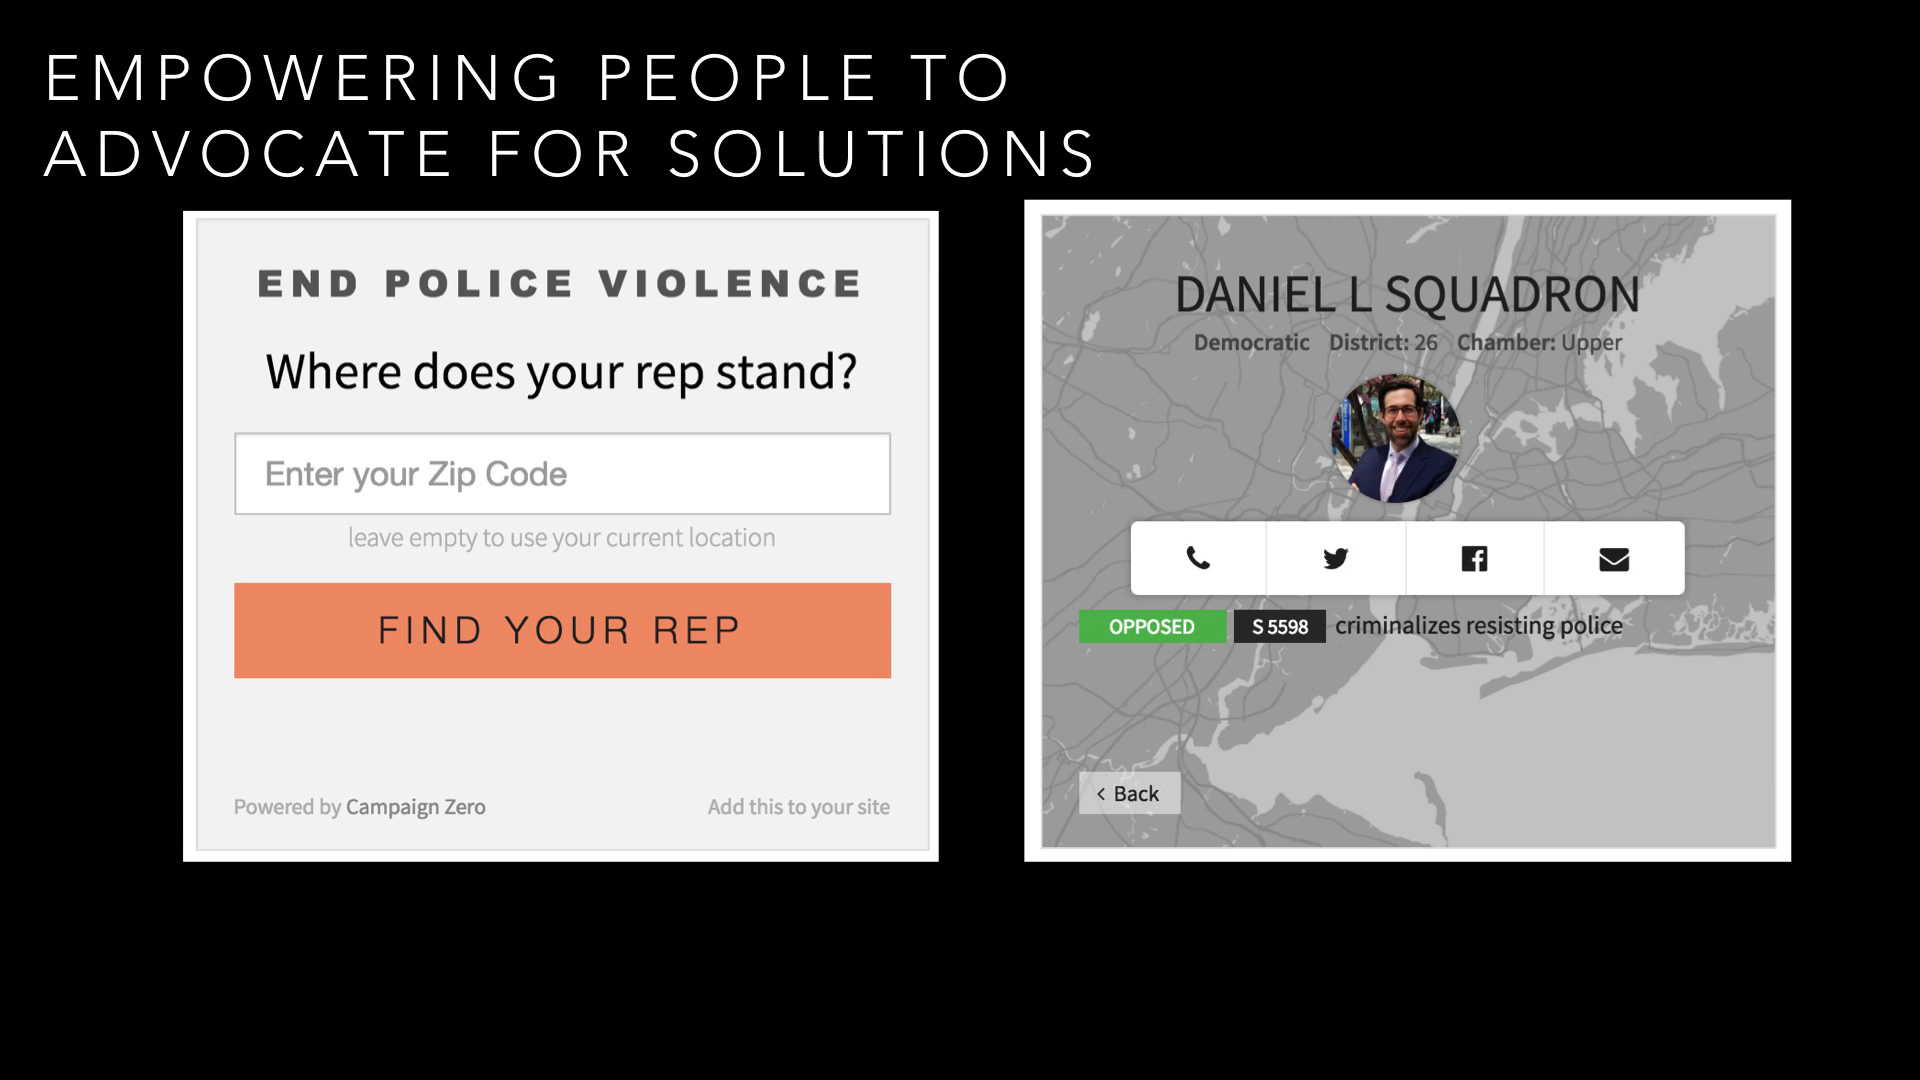 EMPOWERING PEOPLE TO
ADVOCATE FOR SOLUTIONS
END POLICE VIOLENCE
Where does your rep stand?
Enter your Zip Code
leave empty to use your current location
FIND YOUR REP
Powered by Campaign Zero
Add this to your site
DANIEL L SQUADRON
Democratic District: 26 Chamber: Upper
OPPOSED S 5598 criminalizes resisting police
< Back